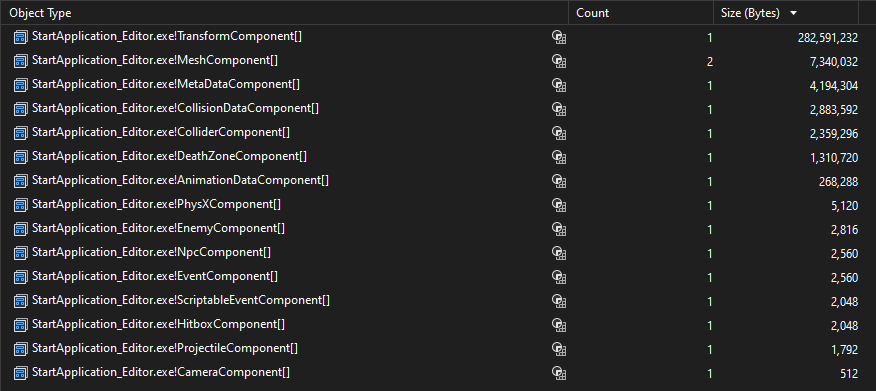 Object Type Count Size (Bytes)
StartApplication_Editor.exe!TransformComponent[] 1 282,591,232
StartApplication_Editor.exe!MeshComponent[] 2 7,340,032
StartApplication_Editor.exe!MetaDataComponent[] 1 4,194,304
StartApplication_Editor.exe!CollisionDataComponent[] 1 2,883,592
StartApplication_Editor.exe!ColliderComponent[] 1 2,359,296
StartApplication_Editor.exe!DeathZoneComponent[] 1 1,310,720
StartApplication_Editor.exe!AnimationDataComponent[] 1 268,288
StartApplication_Editor.exe!PhysXComponent[] 1 5,120
StartApplication_Editor.exe!EnemyComponent[] 1 2,816
StartApplication_Editor.exe!NpcComponent[] 1 2,560
StartApplication_Editor.exe!EventComponent[] 1 2,560
StartApplication_Editor.exe!ScriptableEventComponent[] 1 2,048
StartApplication_Editor.exe!HitboxComponent[] 1 2,048
StartApplication_Editor.exe!ProjectileComponent[] 1 1,792
StartApplication_Editor.exe!CameraComponent[] 1 512